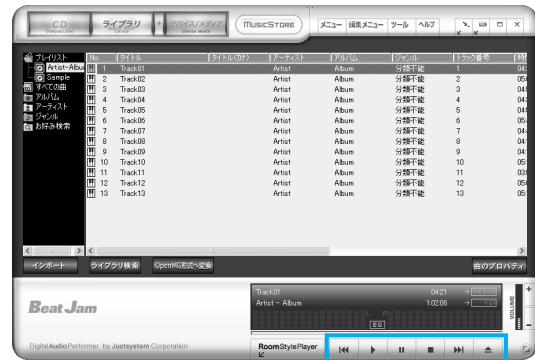 CD ライブラリ + デバイス/メディア MUSICSTORE メニュー 編集メニュー ツール ヘルプ
Compact Disc Library Device Media
プレイリスト No. タイトル タイトル(カナ) アーティスト アルバム ジャンル トラック番号
Artist-Albu 1 Track01 Artist Album 分類不能 1
Sample 2 Track02 Artist Album 分類不能 2
すべての曲 3 Track03 Artist Album 分類不能 3
アルバム 4 Track04 Artist Album 分類不能 4
アーティスト 5 Track05 Artist Album 分類不能 5
ジャンル 6 Track06 Artist Album 分類不能 6
お好み検索 7 Track07 Artist Album 分類不能 7
8 Track08 Artist Album 分類不能 8
9 Track09 Artist Album 分類不能 9
10 Track10 Artist Album 分類不能 10
11 Track11 Artist Album 分類不能 11
12 Track12 Artist Album 分類不能 12
13 Track13 Artist Album 分類不能 13
インポート ライブラリ検索 OpenMG形式へ変換 曲のプロパティ
Track01 04:21
Artist - Album 1:02:06
L R
EQ
VOLUME
Beat Jam
Digital Audio Performer by Justsystem Corporation
RoomStylePlayer